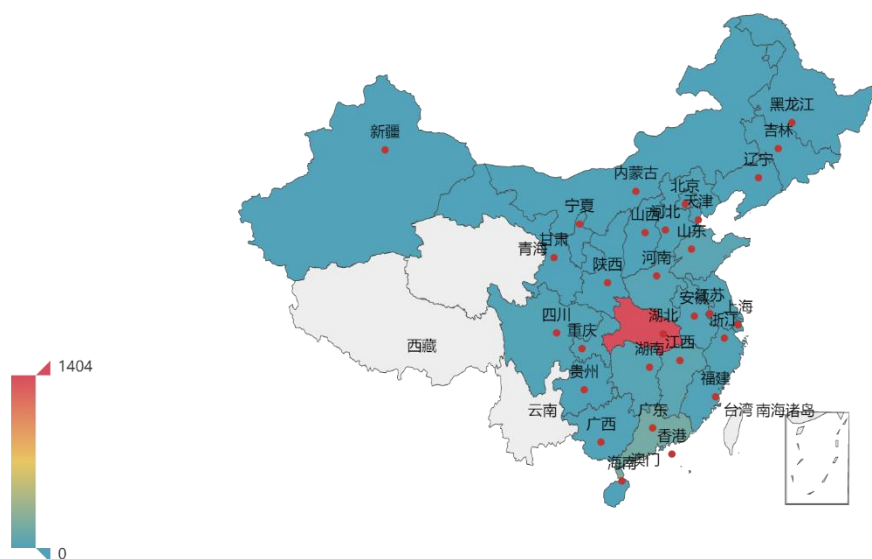 黑龙江
吉林
新疆
辽宁
内蒙古
北京
天津
宁夏
山西
河北
山东
甘肃
青海
河南
陕西
安徽
江苏
上海
四川
湖北
浙江
重庆
湖南
江西
西藏
1404
贵州
福建
云南
广东
台湾
南海诸岛
广西
香港
海南
澳门
0